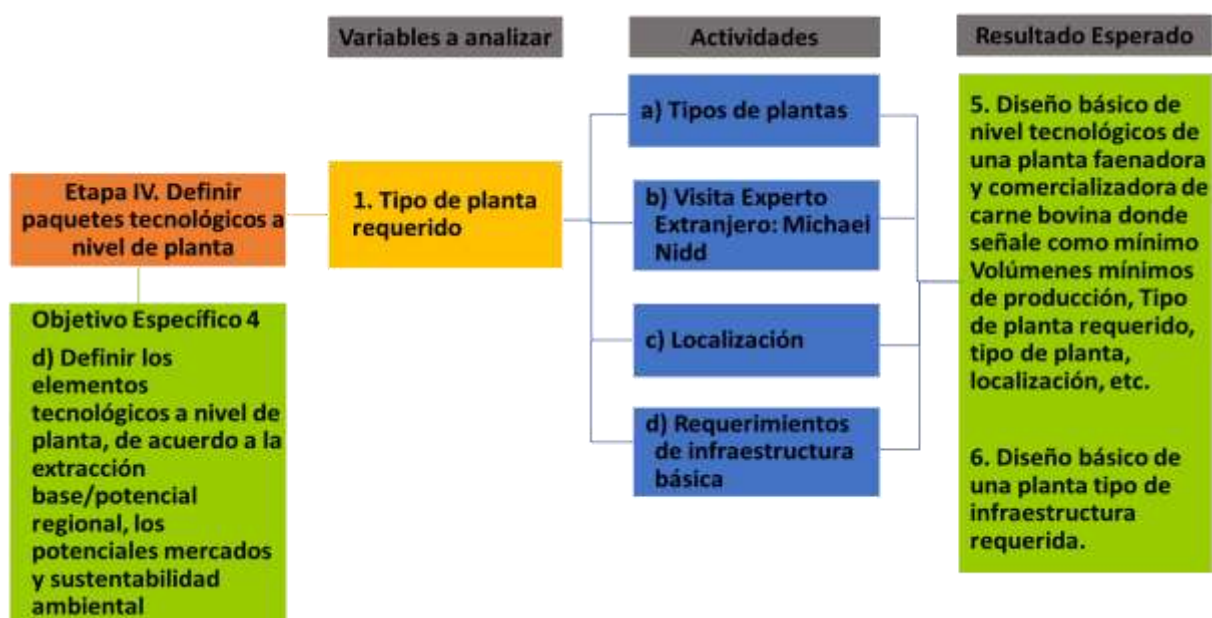 Variables a analizar
Actividades
Resultado Esperado
Etapa IV. Definir
paquetes tecnológicos a
nivel de planta
Objetivo Específico 4
d) Definir los
elementos
tecnológicos a nivel de
planta, de acuerdo a la
extracción
base/potencial
regional, los
potenciales mercados
y sustentabilidad
ambiental
1. Tipo de planta
requerido
a) Tipos de plantas
b) Visita Experto
Extranjero: Michael
Nidd
c) Localización
d) Requerimientos
de infraestructura
básica
5. Diseño básico de
nivel tecnológicos de
una planta faenadora
y comercializadora de
carne bovina donde
señale como mínimo
Volúmenes mínimos
de producción, Tipo
de planta requerido,
tipo de planta,
localización, etc.
6. Diseño básico de
una planta tipo de
infraestructura
requerida.